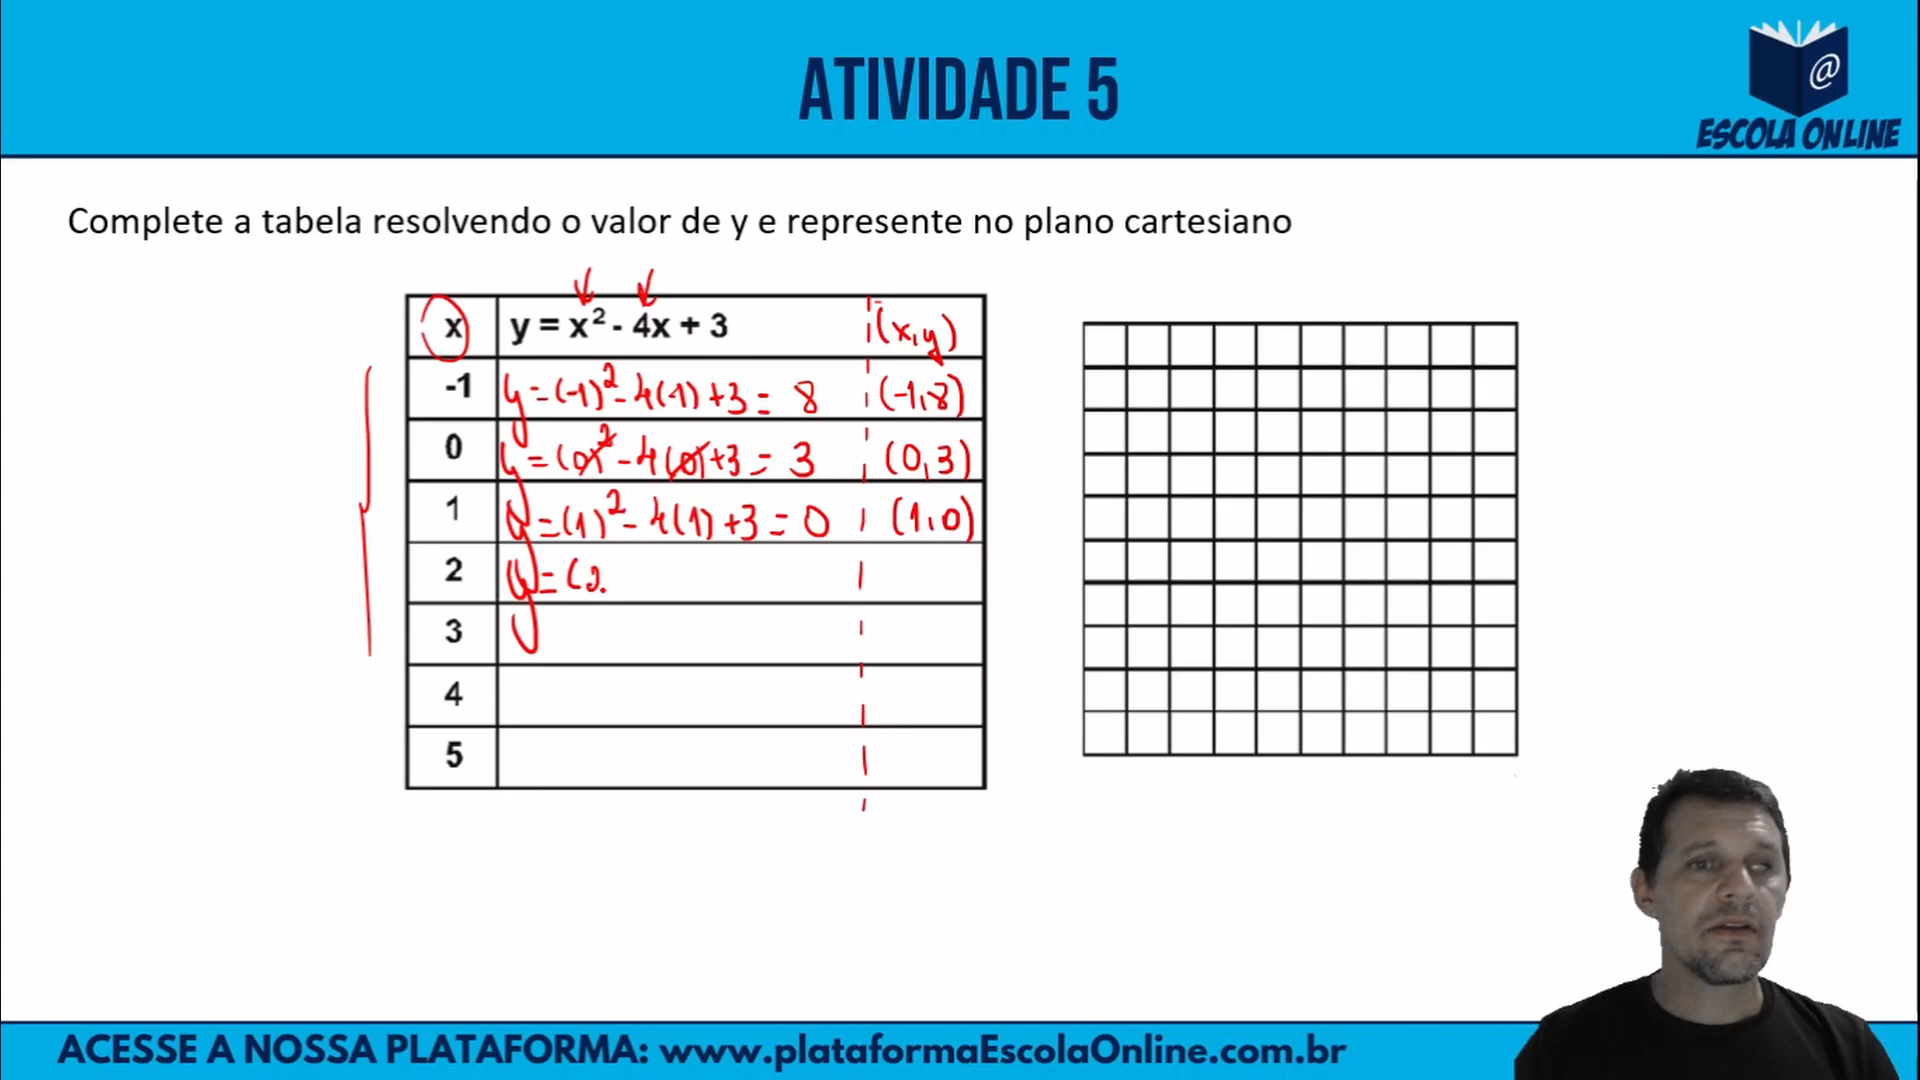 ATIVIDADE 5
@
ESCOLA ONLINE
Complete a tabela resolvendo o valor de y e represente no plano cartesiano
x y = x² - 4x + 3 (x,y)
-1 y = (-1)² - 4(-1) + 3 = 8 (-1,8)
0 y = (0)² - 4(0) + 3 = 3 (0,3)
1 y = (1)² - 4(1) + 3 = 0 (1,0)
2 y = (2
3
4
5
ACESSE A NOSSA PLATAFORMA: www.plataformaEscolaOnline.com.br